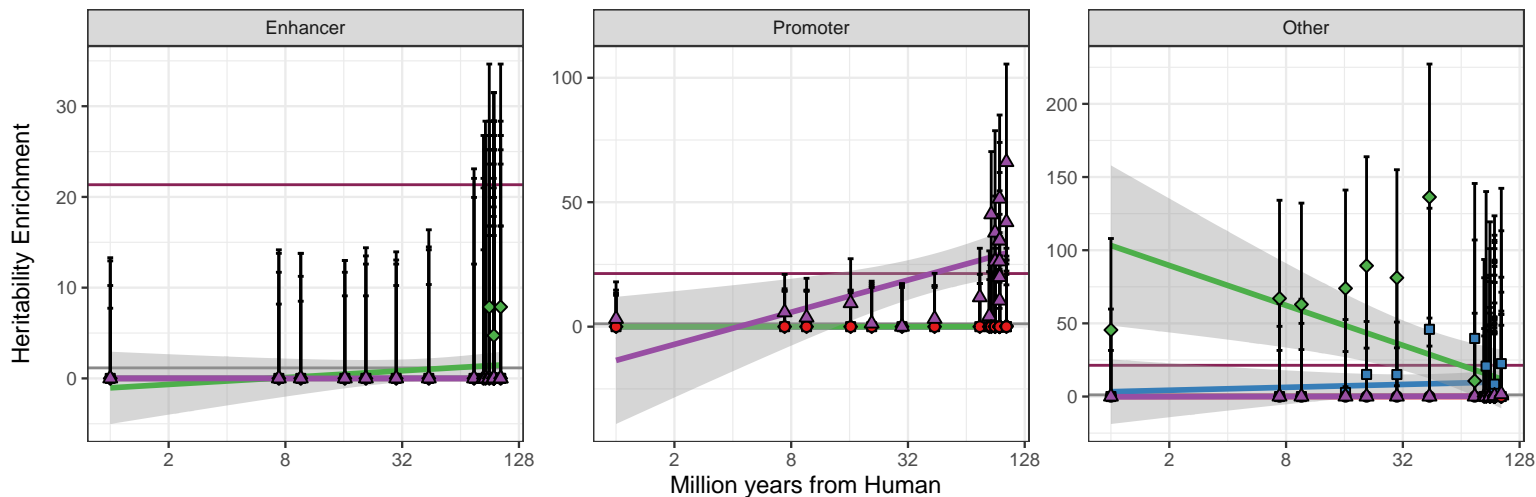 Enhancer
Promoter
Other
Heritability Enrichment
30
20
10
0
100
50
0
200
150
100
50
0
2 8 32 128
2 8 32 128
2 8 32 128
Million years from Human